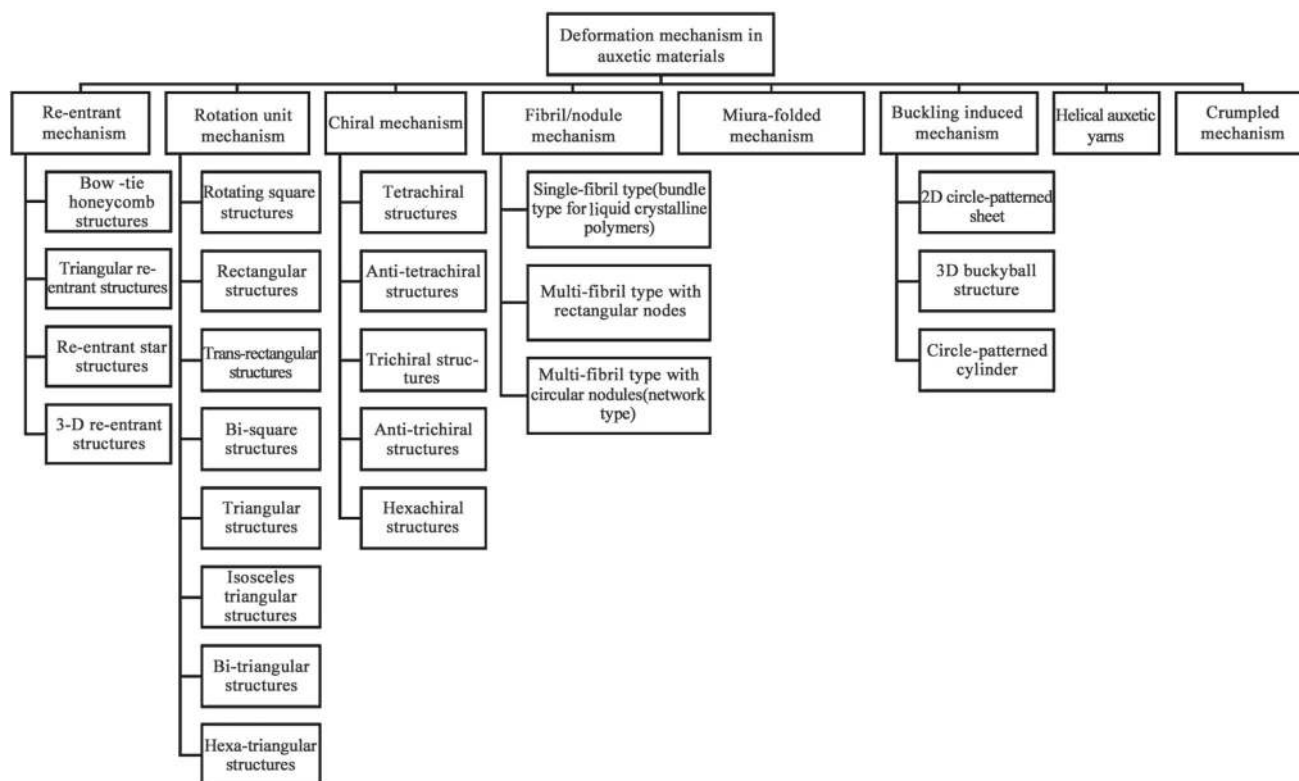 Deformation mechanism in
auxetic materials
Re-entrant
mechanism
Bow -tie
honeycomb
structures
Triangular re-
entrant structures
Re-entrant star
structures
3-D re-entrant
structures
Rotation unit
mechanism
Rotating square
structures
Rectangular
structures
Trans-rectangular
structures
Bi-square
structures
Triangular
structures
Isosceles
triangular
structures
Bi-triangular
structures
Hexa-triangular
structures
Chiral mechanism
Tetrachiral
structures
Anti-tetrachiral
structures
Trichiral struc-
tures
Anti-trichiral
structures
Hexachiral
structures
Fibril/nodule
mechanism
Single-fibril type(bundle
type for liquid crystalline
polymers)
Multi-fibril type with
rectangular nodes
Multi-fibril type with
circular nodules(network
type)
Miura-folded
mechanism
Buckling induced
mechanism
2D circle-patterned
sheet
3D buckyball
structure
Circle-patterned
cylinder
Helical auxetic
yarns
Crumpled
mechanism